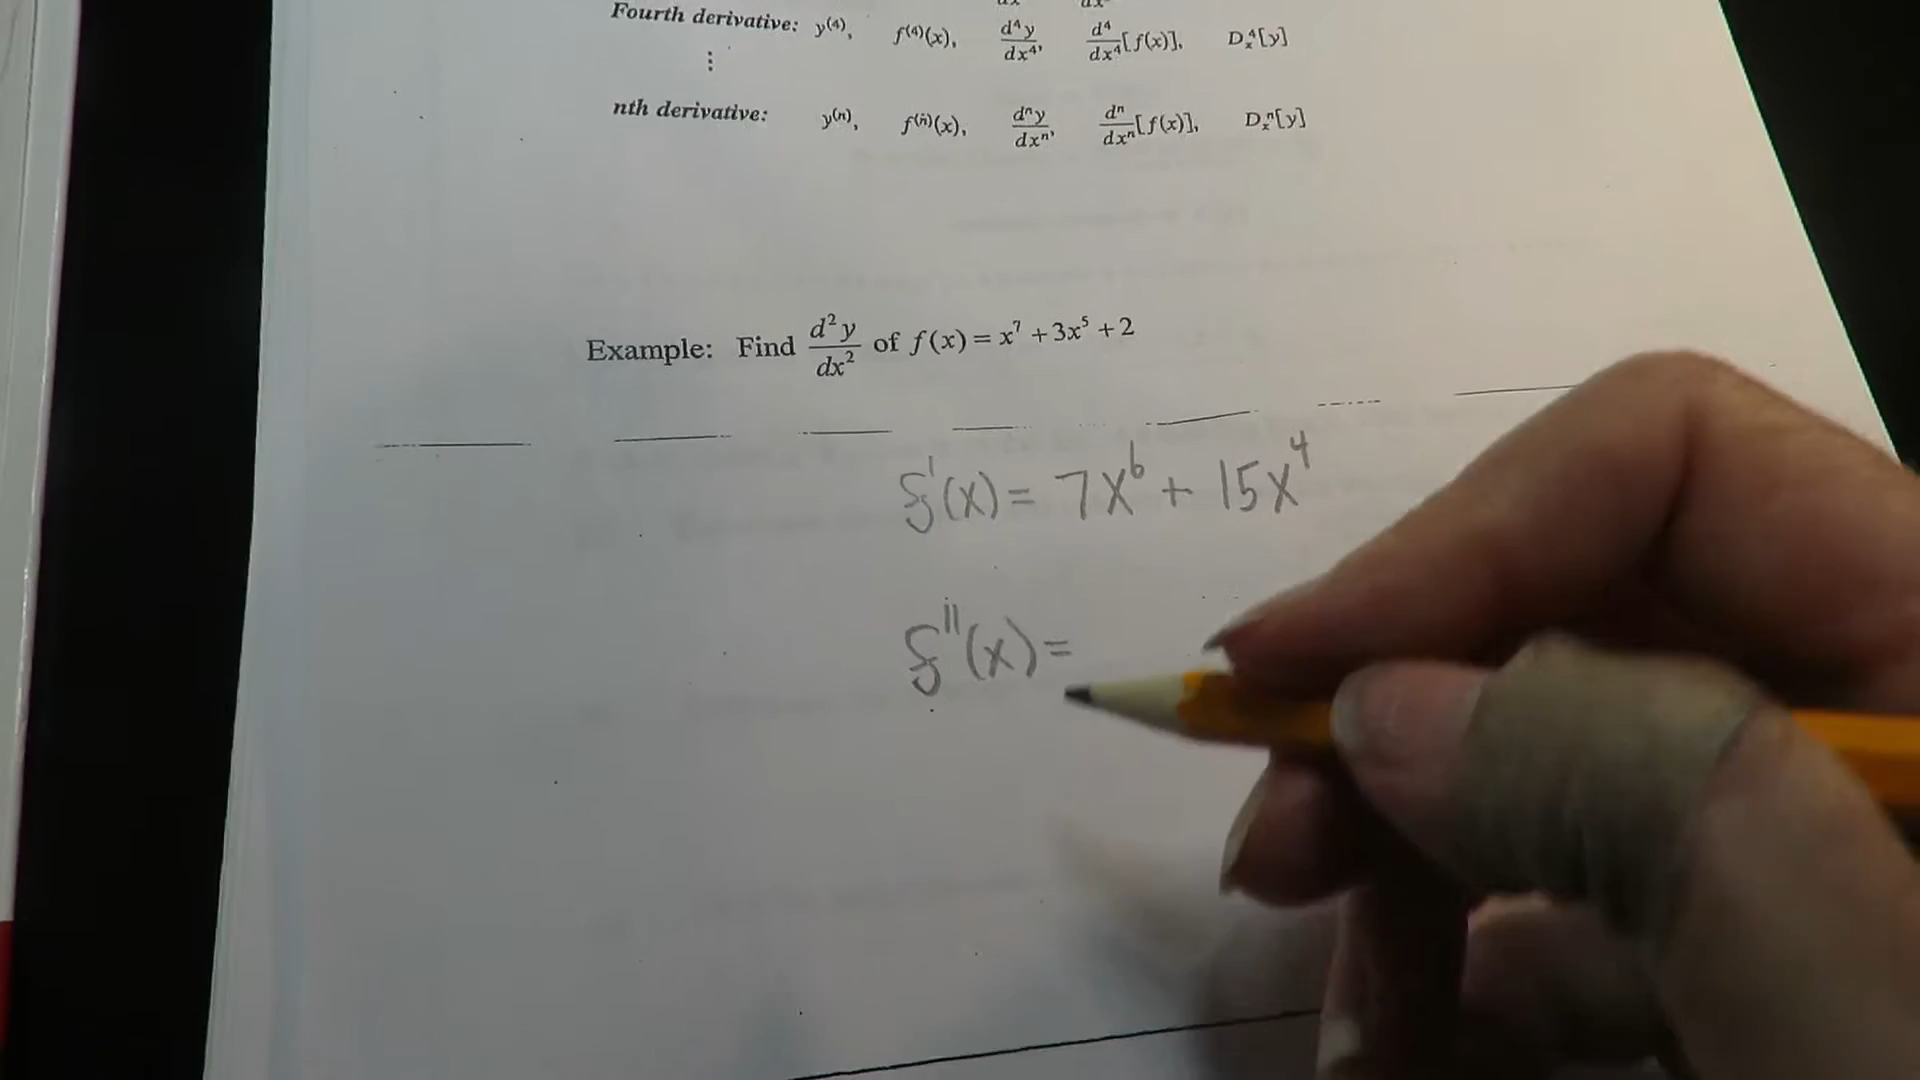 Fourth derivative: y⁽⁴⁾, f⁽⁴⁾(x), d⁴y/dx⁴, d⁴/dx⁴[f(x)], Dₓ⁴[y]
⋮
nth derivative: y⁽ⁿ⁾, f⁽ⁿ⁾(x), dⁿy/dxⁿ, dⁿ/dxⁿ[f(x)], Dₓⁿ[y]
Example: Find d²y/dx² of f(x) = x⁷ + 3x⁵ + 2
f'(x) = 7x⁶ + 15x⁴
f''(x) =